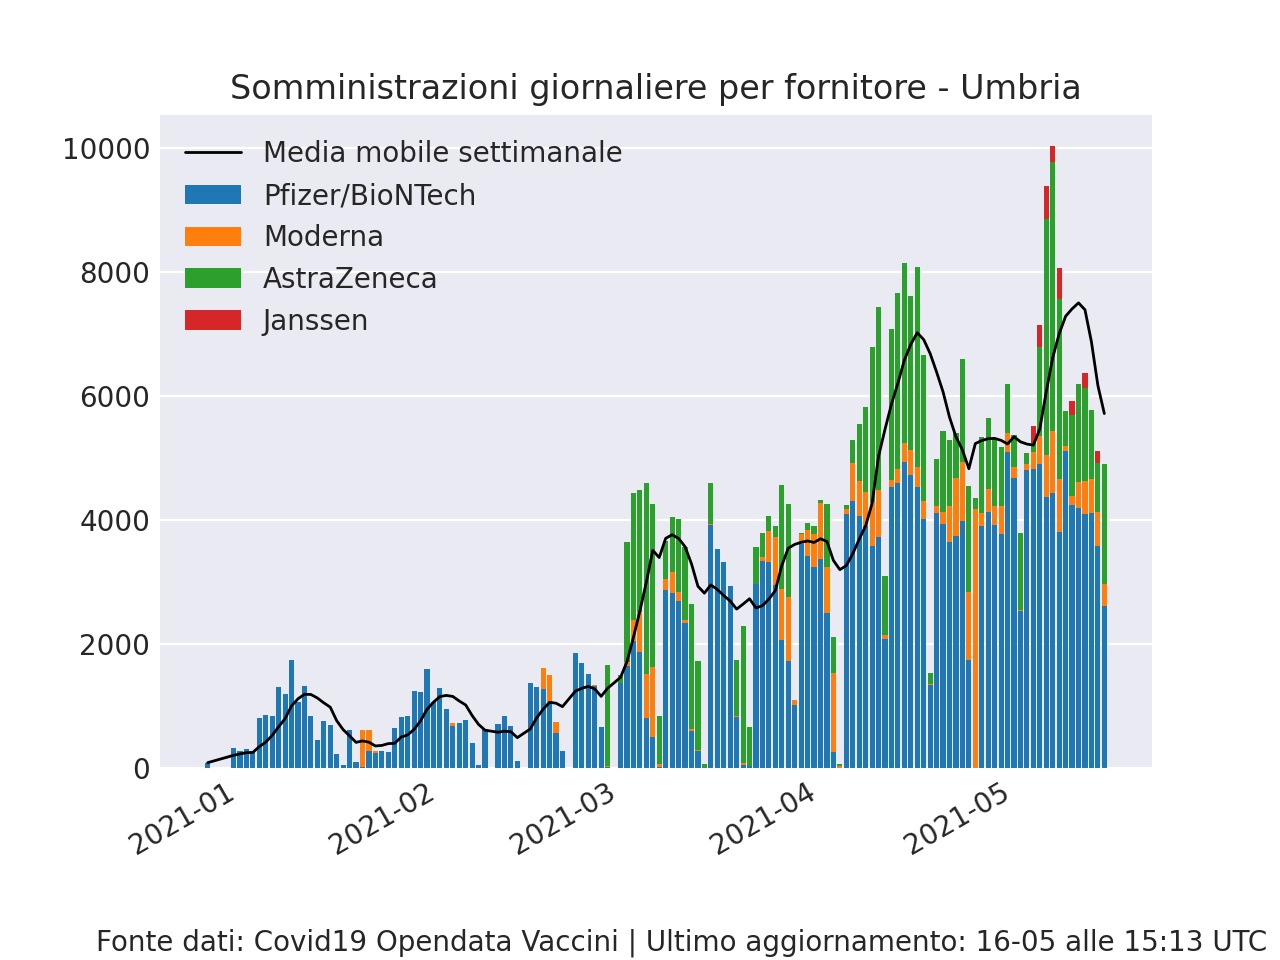 Somministrazioni giornaliere per fornitore - Umbria
Media mobile settimanale
Pfizer/BioNTech
Moderna
AstraZeneca
Janssen
10000
8000
6000
4000
2000
0
2021-01
2021-02
2021-03
2021-04
2021-05
Fonte dati: Covid19 Opendata Vaccini | Ultimo aggiornamento: 16-05 alle 15:13 UTC